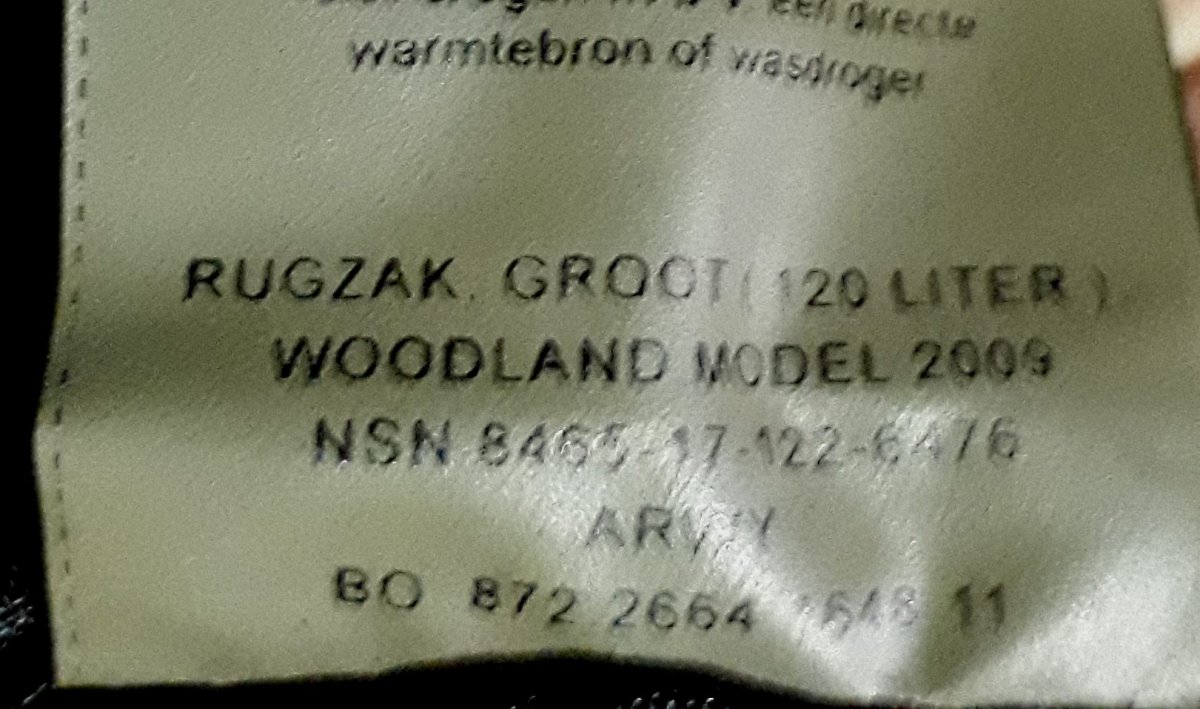 een directe
warmtebron of wasdroger
RUGZAK, GROOT ( 120 LITER )
WOODLAND MODEL 2009
NSN 8465-17-122-6476
BO 872 2664 11